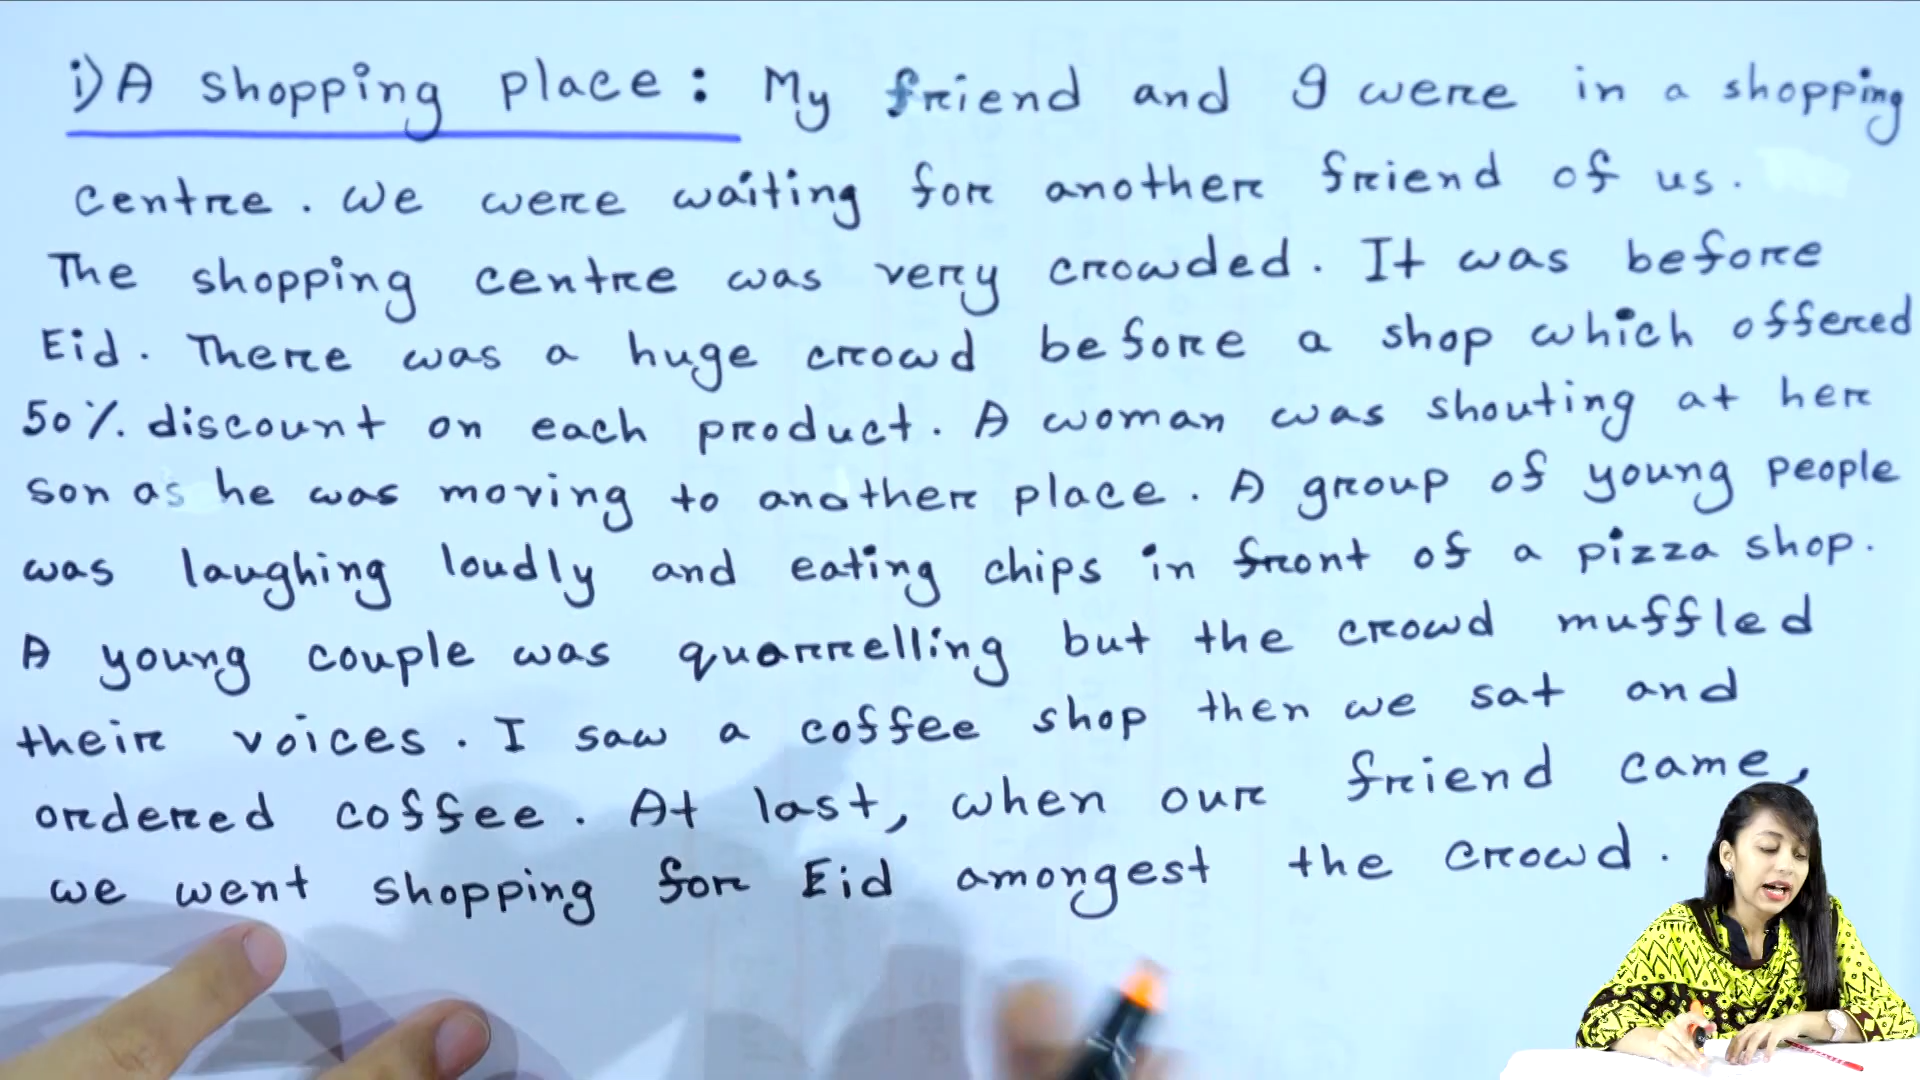 i) A shopping place: My friend and I were in a shopping
centre. We were waiting for another friend of us.
The shopping centre was very crowded. It was before
Eid. There was a huge crowd before a shop which offered
50% discount on each product. A woman was shouting at her
son as he was moving to another place. A group of young people
was laughing loudly and eating chips in front of a pizza shop.
A young couple was quarrelling but the crowd muffled
their voices. I saw a coffee shop then we sat and
ordered coffee. At last, when our friend came,
we went shopping for Eid amongest the crowd.